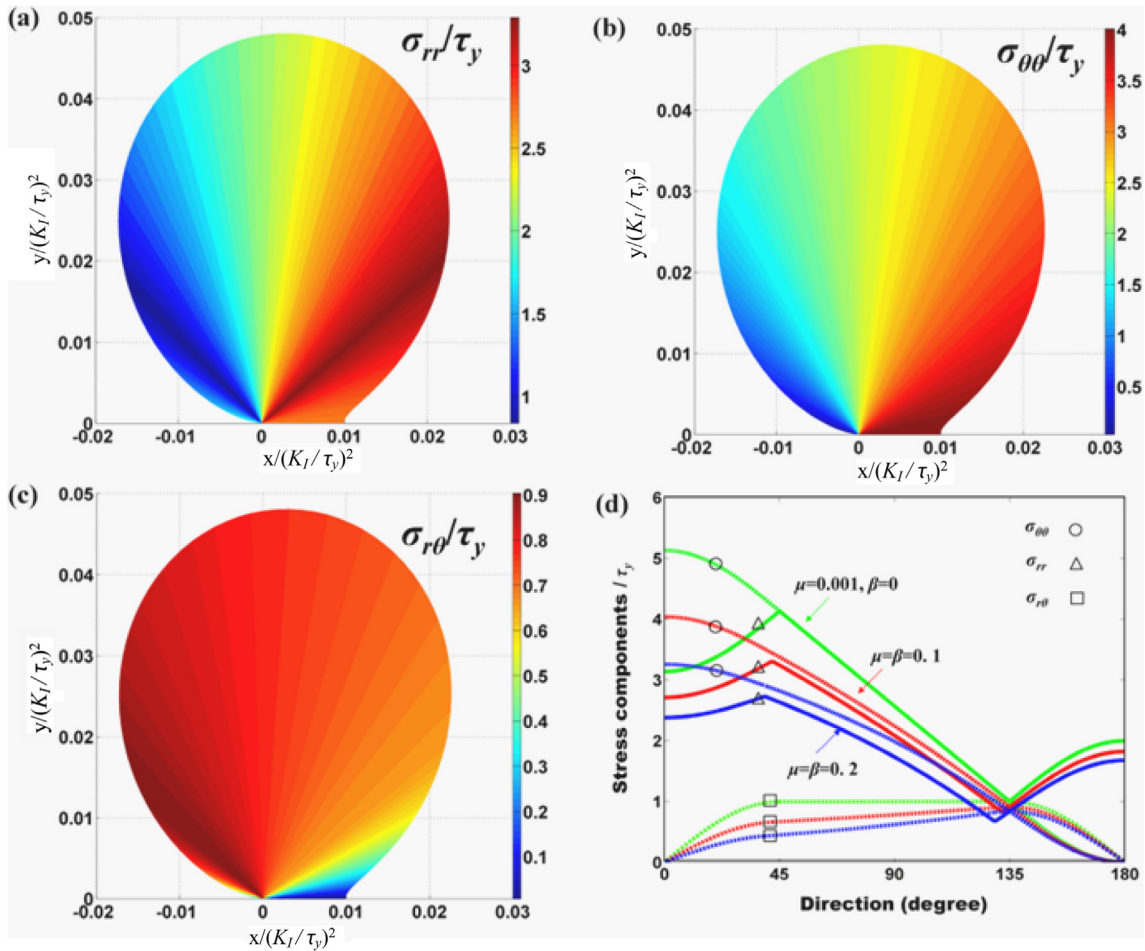 (a)
σrr/τy
0.05
0.04
0.03
0.02
0.01
0
y/(KI/τy)²
-0.02 -0.01 0 0.01 0.02 0.03
x/(KI/τy)²
3
2.5
2
1.5
1
(b)
σθθ/τy
0.05
0.04
0.03
0.02
0.01
0
y/(KI/τy)²
-0.02 -0.01 0 0.01 0.02 0.03
x/(KI/τy)²
4
3.5
3
2.5
2
1.5
1
0.5
(c)
σrθ/τy
0.05
0.04
0.03
0.02
0.01
0
y/(KI/τy)²
-0.02 -0.01 0 0.01 0.02 0.03
x/(KI/τy)²
0.9
0.8
0.7
0.6
0.5
0.4
0.3
0.2
0.1
(d)
Stress components / τy
6
5
4
3
2
1
0
σθθ
σrr
σrθ
μ=0.001, β=0
μ=β=0. 1
μ=β=0. 2
0 45 90 135 180
Direction (degree)